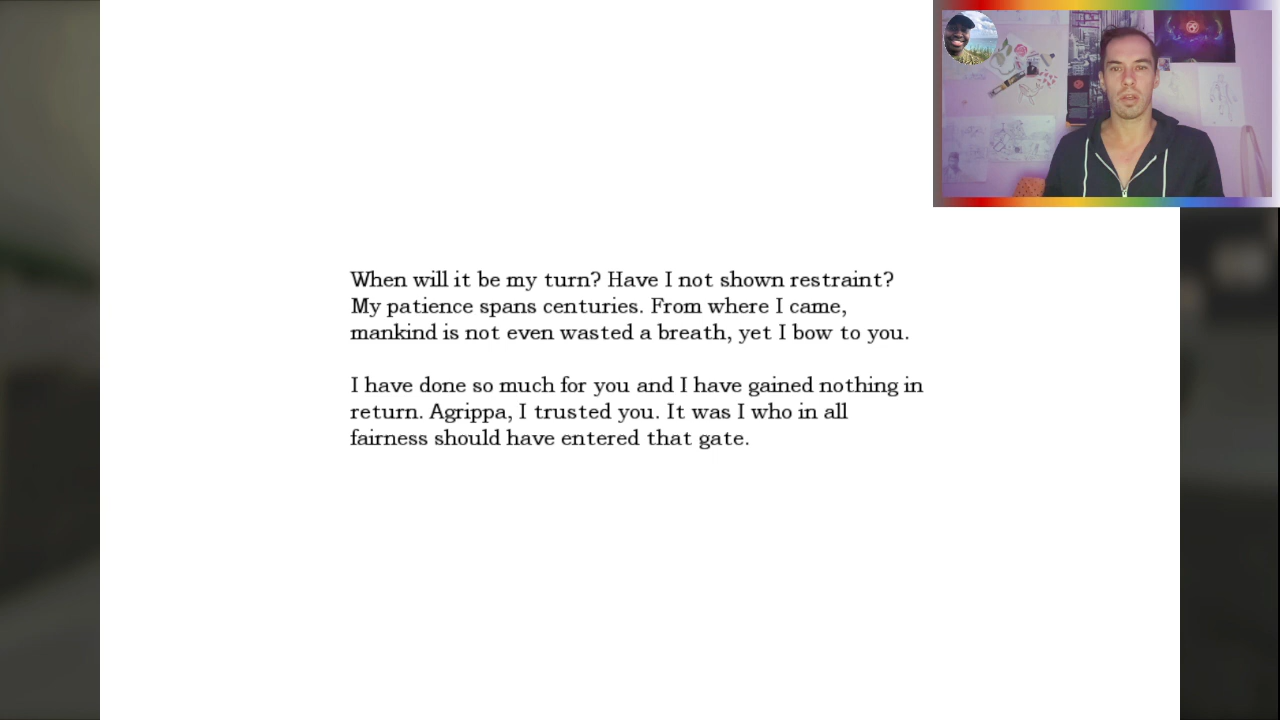 When will it be my turn? Have I not shown restraint?
My patience spans centuries. From where I came,
mankind is not even wasted a breath, yet I bow to you.
I have done so much for you and I have gained nothing in
return. Agrippa, I trusted you. It was I who in all
fairness should have entered that gate.